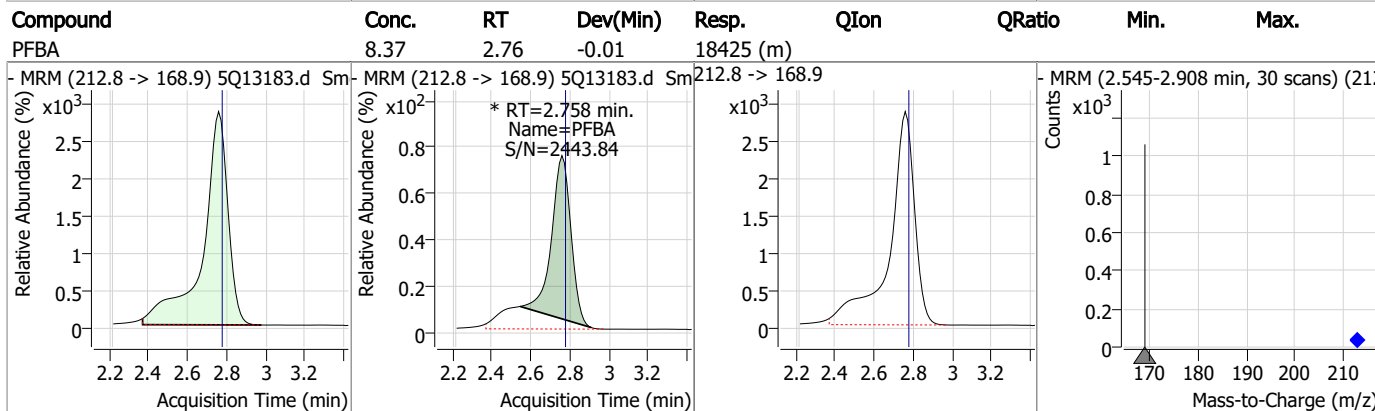 Compound Conc. RT Dev(Min) Resp. QIon QRatio Min. Max.
PFBA 8.37 2.76 -0.01 18425 (m)
- MRM (212.8 -> 168.9) 5Q13183.d Sm
Relative Abundance (%)
x10³
2.5
2
1.5
1
0.5
0
2.2 2.4 2.6 2.8 3 3.2
Acquisition Time (min)
- MRM (212.8 -> 168.9) 5Q13183.d Sm
Relative Abundance (%)
x10²
* RT=2.758 min.
Name=PFBA
S/N=2443.84
0.8
0.6
0.4
0.2
0
2.2 2.4 2.6 2.8 3 3.2
Acquisition Time (min)
212.8 -> 168.9
x10³
2.5
2
1.5
1
0.5
0
2.2 2.4 2.6 2.8 3 3.2
Acquisition Time (min)
- MRM (2.545-2.908 min, 30 scans) (212
Counts
x10³
1
0.8
0.6
0.4
0.2
0
170 180 190 200 210
Mass-to-Charge (m/z)